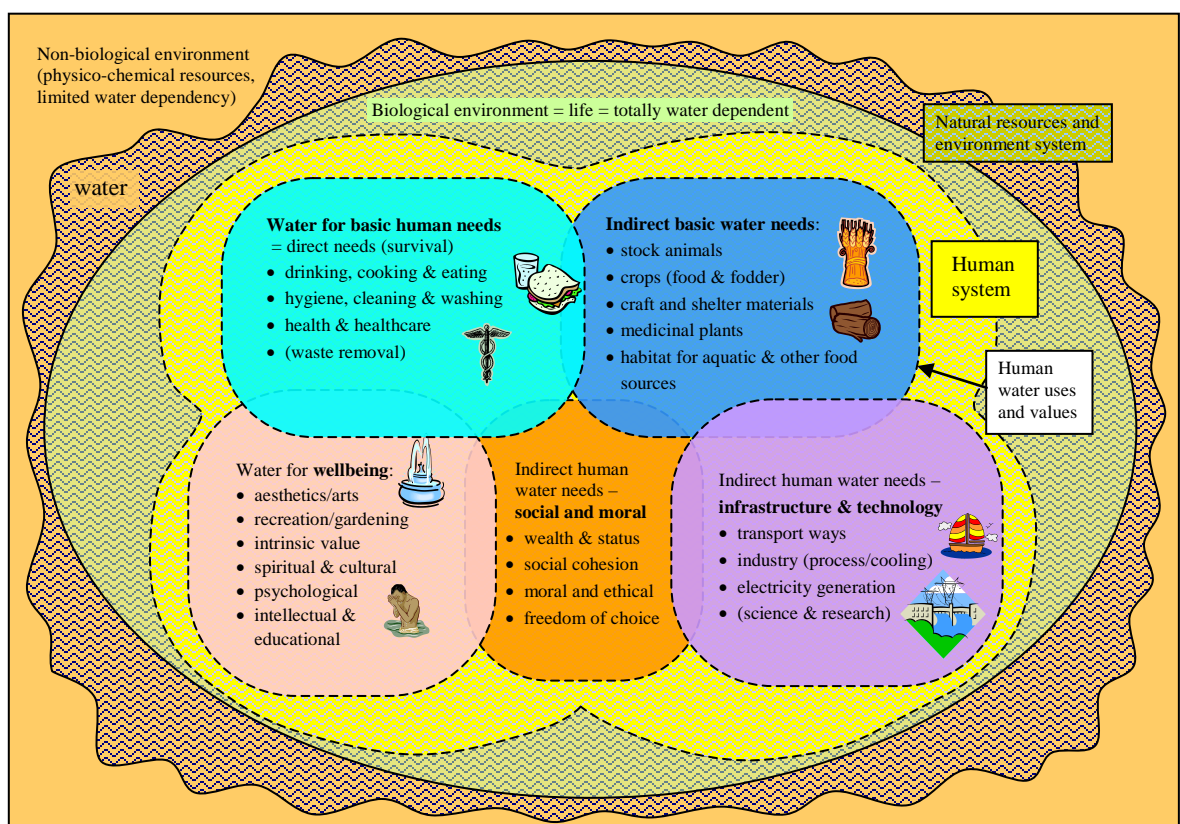 Non-biological environment
(physico-chemical resources,
limited water dependency)
Biological environment = life = totally water dependent
Natural resources and
environment system
water
Water for basic human needs
= direct needs (survival)
• drinking, cooking & eating
• hygiene, cleaning & washing
• health & healthcare
• (waste removal)
Indirect basic water needs:
• stock animals
• crops (food & fodder)
• craft and shelter materials
• medicinal plants
• habitat for aquatic & other food
sources
Human
system
Human
water uses
and values
Water for wellbeing:
• aesthetics/arts
• recreation/gardening
• intrinsic value
• spiritual & cultural
• psychological
• intellectual &
educational
Indirect human
water needs –
social and moral
• wealth & status
• social cohesion
• moral and ethical
• freedom of choice
Indirect human water needs –
infrastructure & technology
• transport ways
• industry (process/cooling)
• electricity generation
• (science & research)